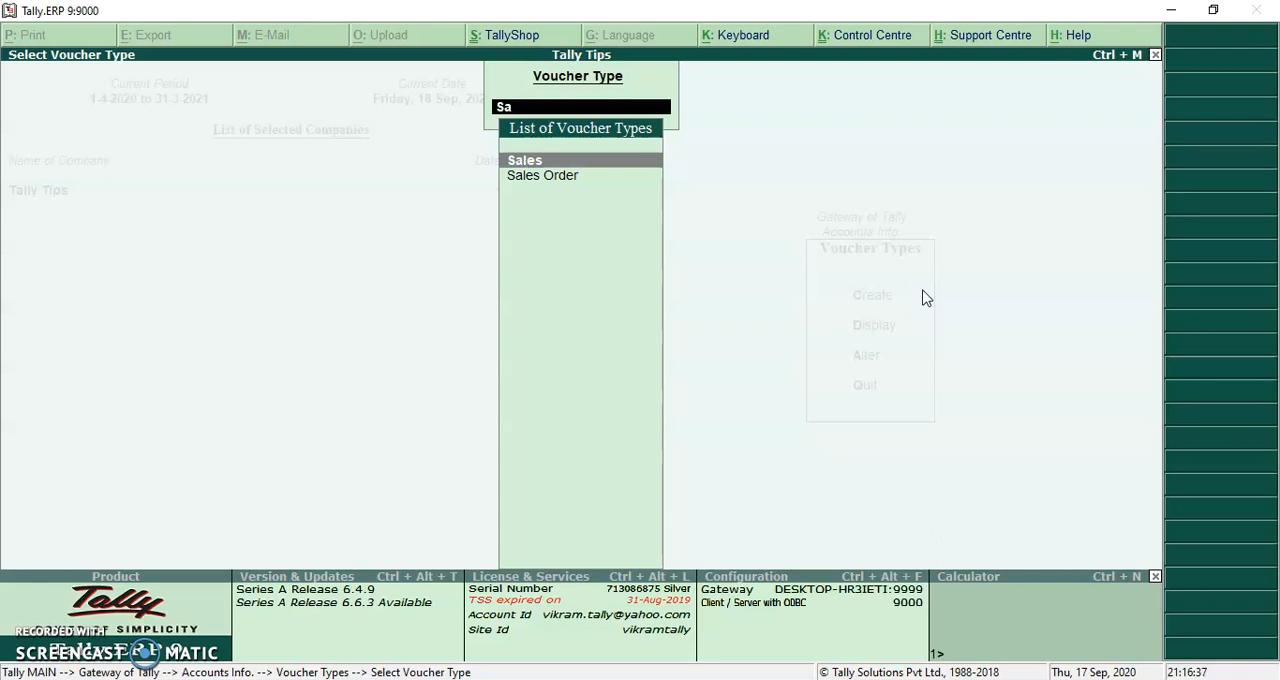 Tally.ERP 9:9000
P: Print E: Export M: E-Mail O: Upload S: TallyShop G: Language K: Keyboard K: Control Centre H: Support Centre H: Help
Select Voucher Type Tally Tips Ctrl + M
Current Period Current Date Voucher Type
1-4-2020 to 31-3-2021 Friday, 18 Sep, 202
Sa
List of Selected Companies List of Voucher Types
Name of Company Date Sales
Sales Order
Tally Tips
Gateway of Tally
Accounts Info.
Voucher Types
Create
Display
Alter
Quit
Product Version & Updates Ctrl + Alt + T License & Services Ctrl + Alt + L Configuration Ctrl + Alt + F Calculator Ctrl + N
Tally
Series A Release 6.4.9 Serial Number 713086875 Silver Gateway DESKTOP-HR3IETI:9999
Series A Release 6.6.3 Available TSS expired on 31-Aug-2019 Client / Server with ODBC 9000
Account Id vikram.tally@yahoo.com
Site Id vikramtally
SIMPLICITY
RECORDED WITH
SCREENCAST MATIC
1>
Tally MAIN --> Gateway of Tally --> Accounts Info. --> Voucher Types --> Select Voucher Type © Tally Solutions Pvt Ltd., 1988-2018 Thu, 17 Sep, 2020 21:16:37